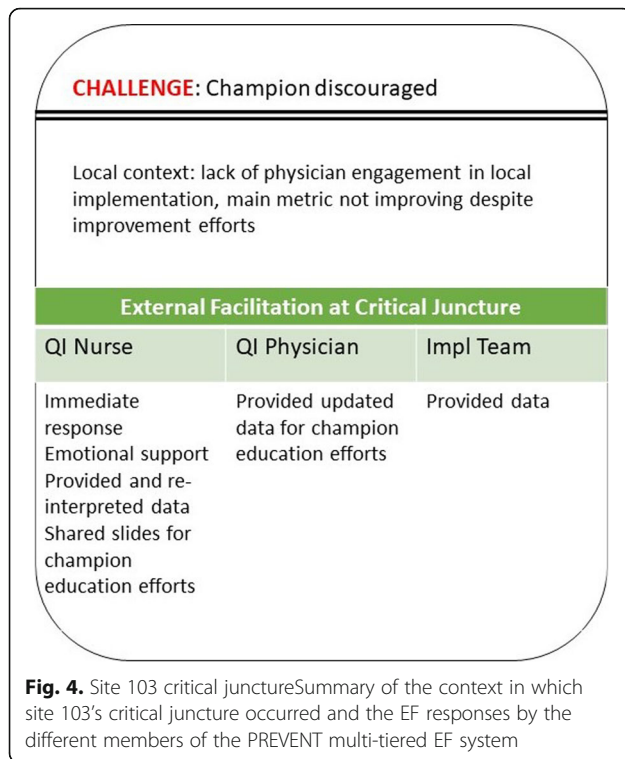 CHALLENGE: Champion discouraged
Local context: lack of physician engagement in local
implementation, main metric not improving despite
improvement efforts
External Facilitation at Critical Juncture
QI Nurse
Immediate
response
Emotional support
Provided and re-
interpreted data
Shared slides for
champion
education efforts
QI Physician
Provided updated
data for champion
education efforts
Impl Team
Provided data
Fig. 4. Site 103 critical junctureSummary of the context in which
site 103's critical juncture occurred and the EF responses by the
different members of the PREVENT multi-tiered EF system